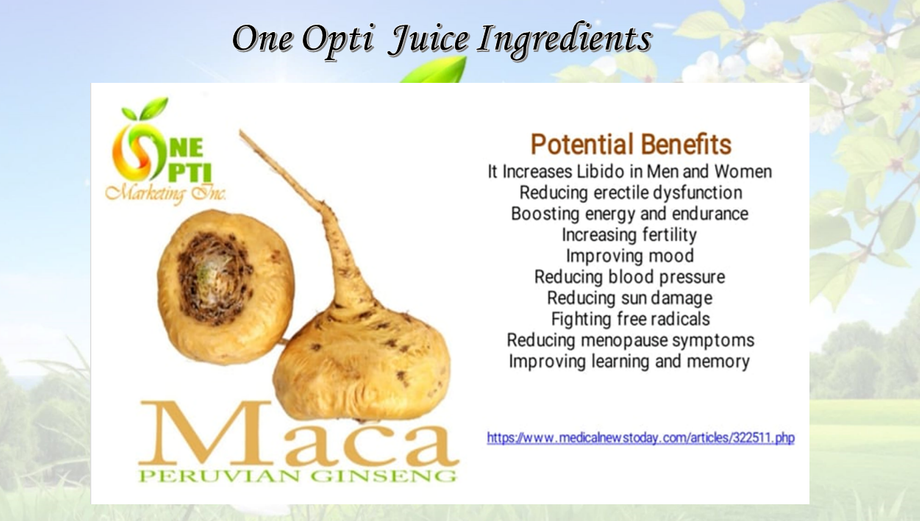 One Opti Juice Ingredients
ONE
OPTI
Marketing Inc.
Potential Benefits
It Increases Libido in Men and Women
Reducing erectile dysfunction
Boosting energy and endurance
Increasing fertility
Improving mood
Reducing blood pressure
Reducing sun damage
Fighting free radicals
Reducing menopause symptoms
Improving learning and memory
https://www.medicalnewstoday.com/articles/322511.php
Maca
PERUVIAN GINSENG